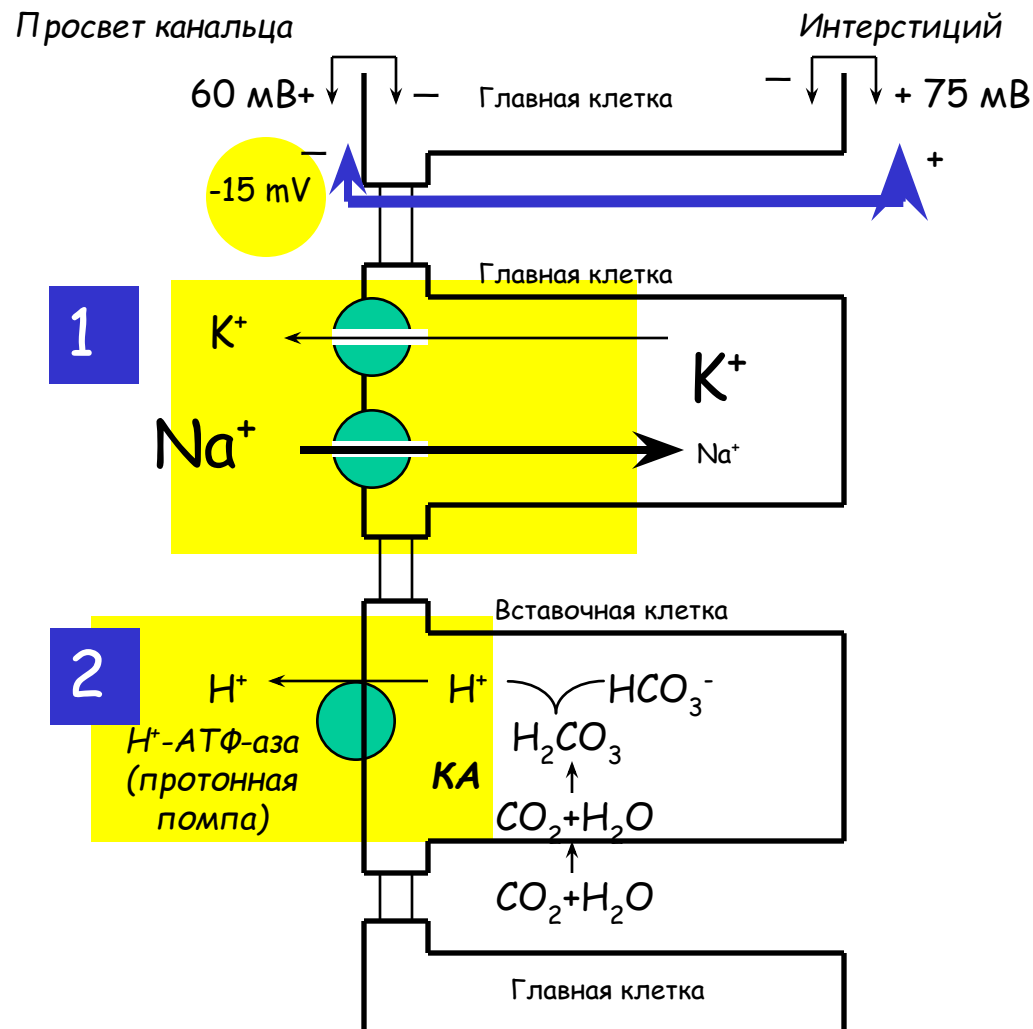 Просвет канальца
Интерстиций
60 мВ+
–
Главная клетка
–
+ 75 мВ
–
+
-15 mV
Главная клетка
1
K⁺
K⁺
Na⁺
Na⁺
Вставочная клетка
2
H⁺
H⁺
HCO₃⁻
H⁺-АТФ-аза
(протонная
помпа)
H₂CO₃
КА
CO₂+H₂O
CO₂+H₂O
Главная клетка